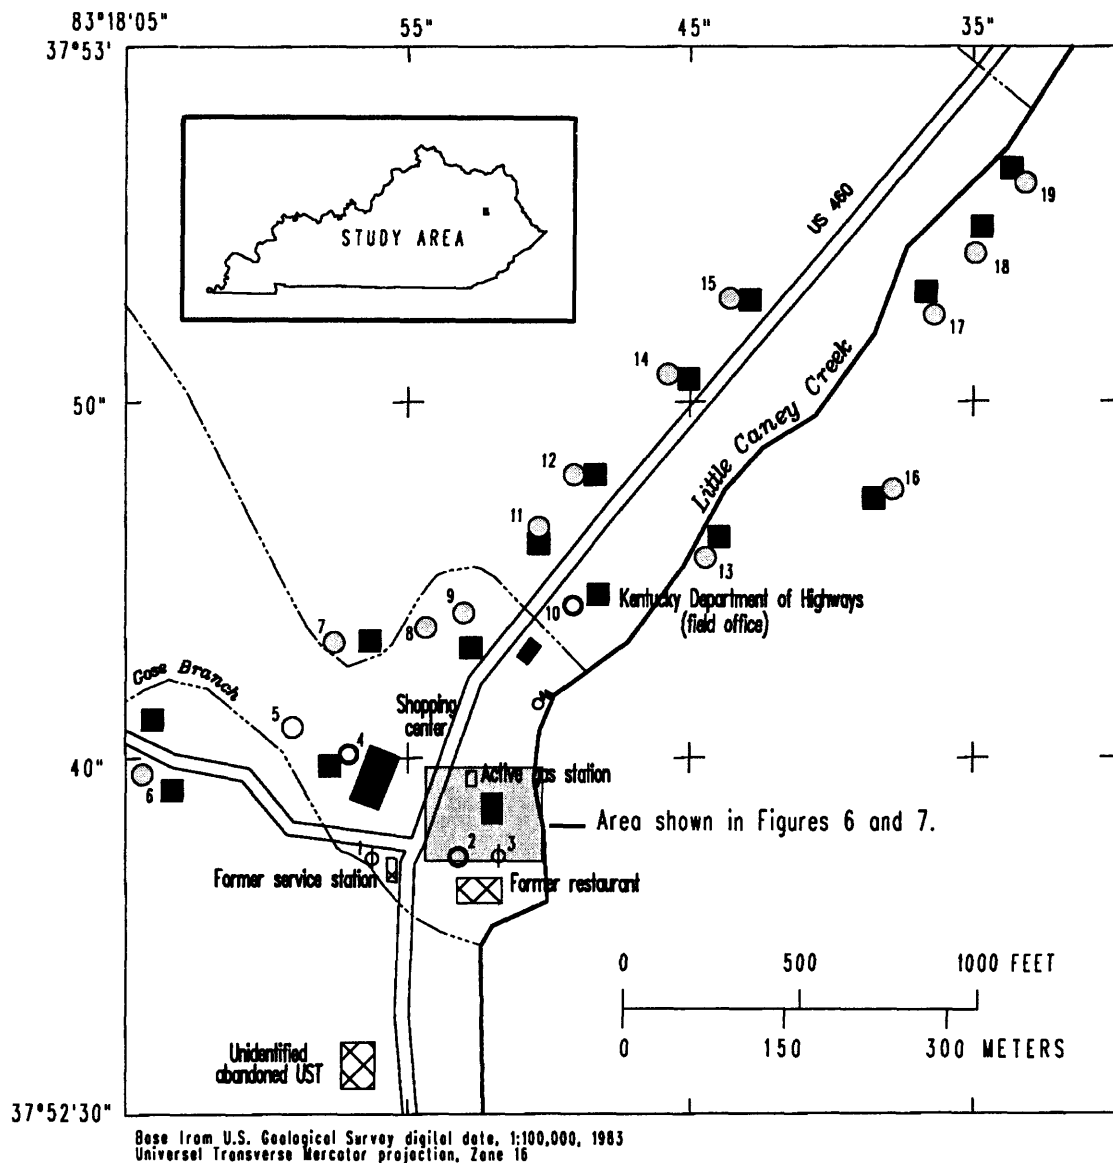 83°18'05"
55"
45"
35"
37°53'
STUDY AREA
US 460
19
18
17
15
14
50"
Little Caney Creek
16
12
11
13
10
Kentucky Department of Highways
(field office)
9
8
7
Gose Branch
5
4
Shopping
center
40"
6
Active gas station
Area shown in Figures 6 and 7.
1
2
3
Former service station
Former restaurant
0
500
1000 FEET
0
150
300 METERS
Unidentified
abandoned UST
37°52'30"
Base from U.S. Geological Survey digital data, 1:100,000, 1983
Universal Transverse Mercator projection, Zone 16